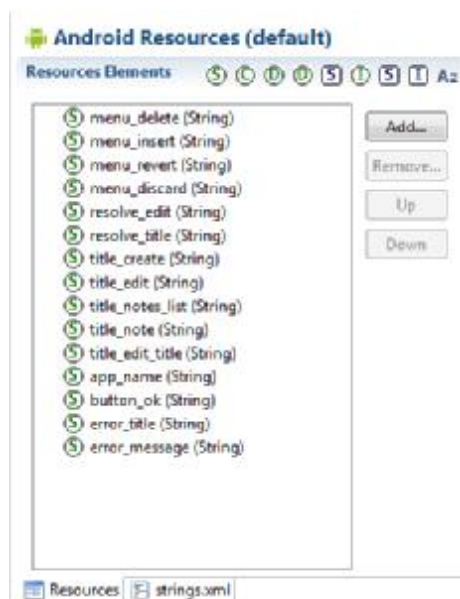 Android Resources (default)
Resources Elements S C D D S I S T Az
S menu_delete (String)
S menu_insert (String)
S menu_revert (String)
S menu_discard (String)
S resolve_edit (String)
S resolve_title (String)
S title_create (String)
S title_edit (String)
S title_notes_list (String)
S title_note (String)
S title_edit_title (String)
S app_name (String)
S button_ok (String)
S error_title (String)
S error_message (String)
Add...
Remove...
Up
Down
Resources strings.xml